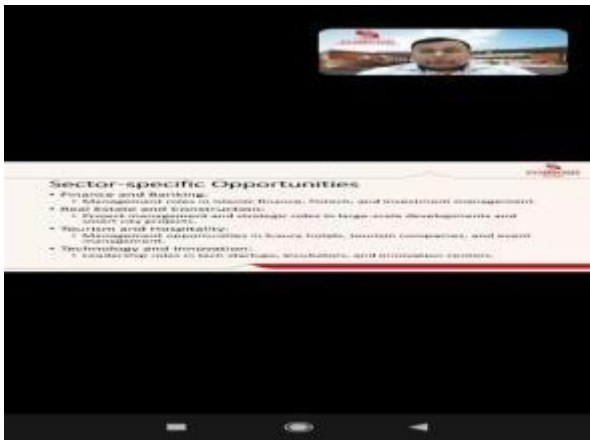 Sector-specific Opportunities
• Finance and Banking:
• Management roles in Islamic finance, fintech, and investment management.
• Real Estate and Construction:
• Project management and strategic roles in large-scale developments and
smart city projects.
• Tourism and Hospitality:
• Management opportunities in luxury hotels, tourism companies, and event
management.
• Technology and Innovation:
• Leadership roles in tech startups, incubators, and innovation centers.